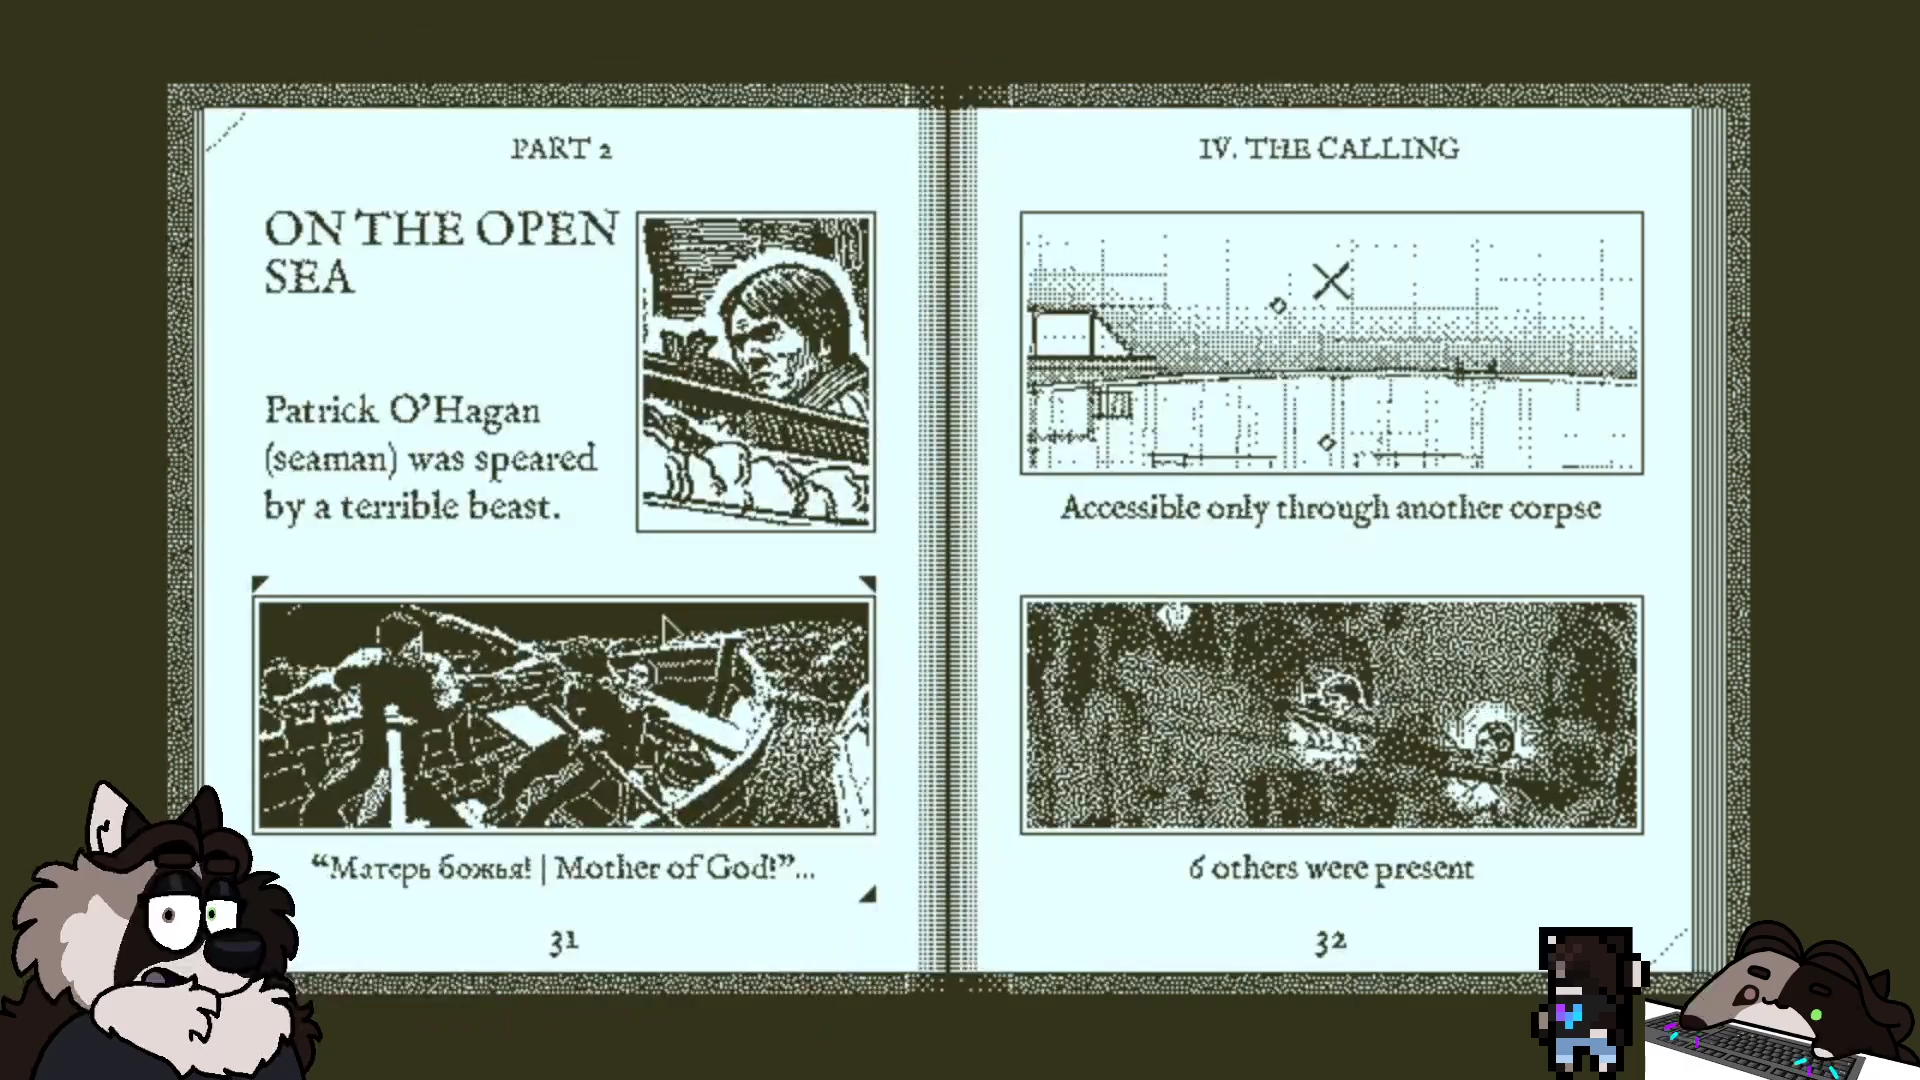 PART 2
ON THE OPEN
SEA
Patrick O'Hagan
(seaman) was speared
by a terrible beast.
“Матерь божья! | Mother of God!”...
31
IV. THE CALLING
Accessible only through another corpse
6 others were present
32